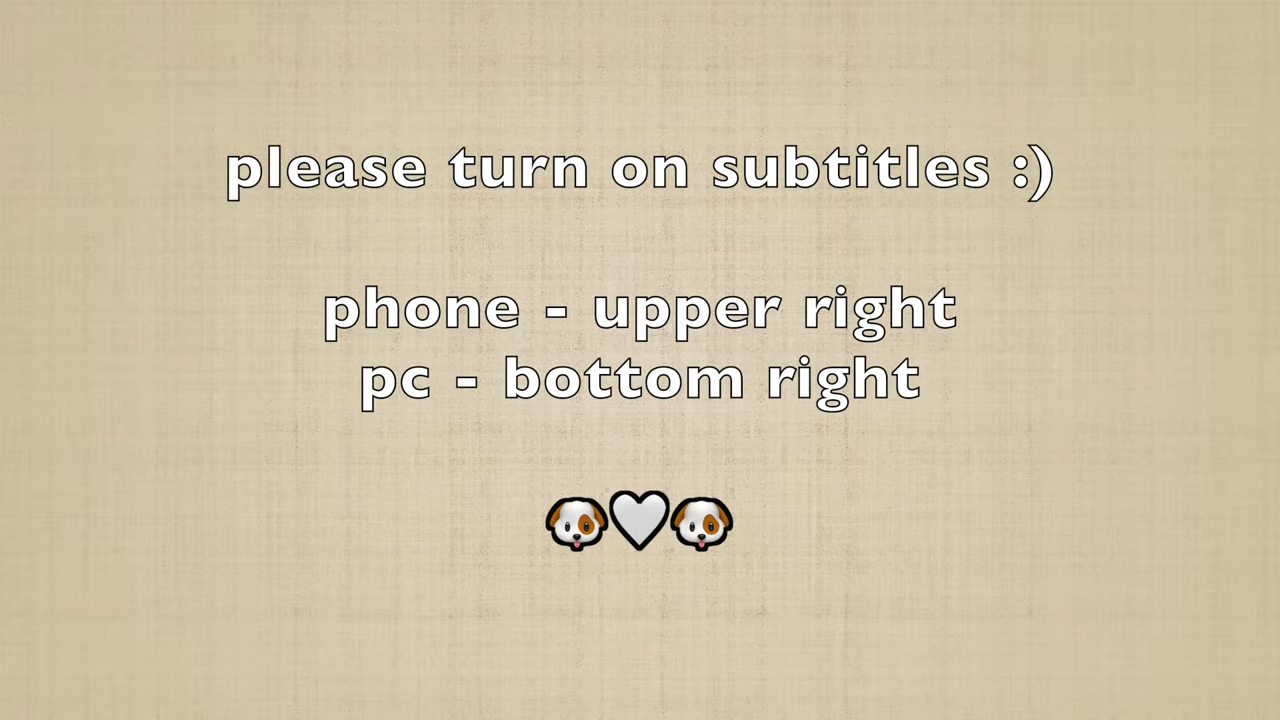 please turn on subtitles :)
phone - upper right
pc - bottom right
🐶🤍🐶